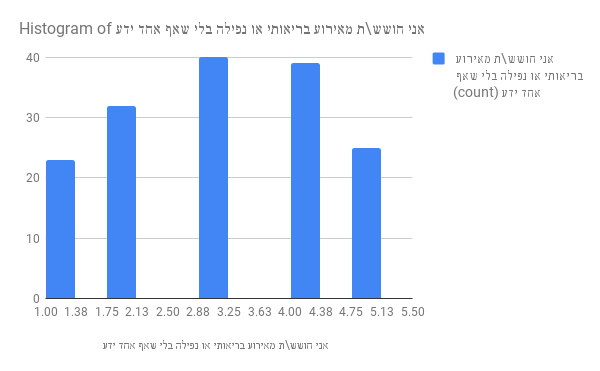 Histogram of אני חוששת\ת מאירוע בריאותי או נפילה בלי שאף אחד ידע
40
30
20
10
0
1.00 1.38 1.75 2.13 2.50 2.88 3.25 3.63 4.00 4.38 4.75 5.13 5.50
אני חושש\ת מאירוע בריאותי או נפילה בלי שאף אחד ידע
אני חושש\ת מאירוע
בריאותי או נפילה בלי שאף
אחד ידע (count)